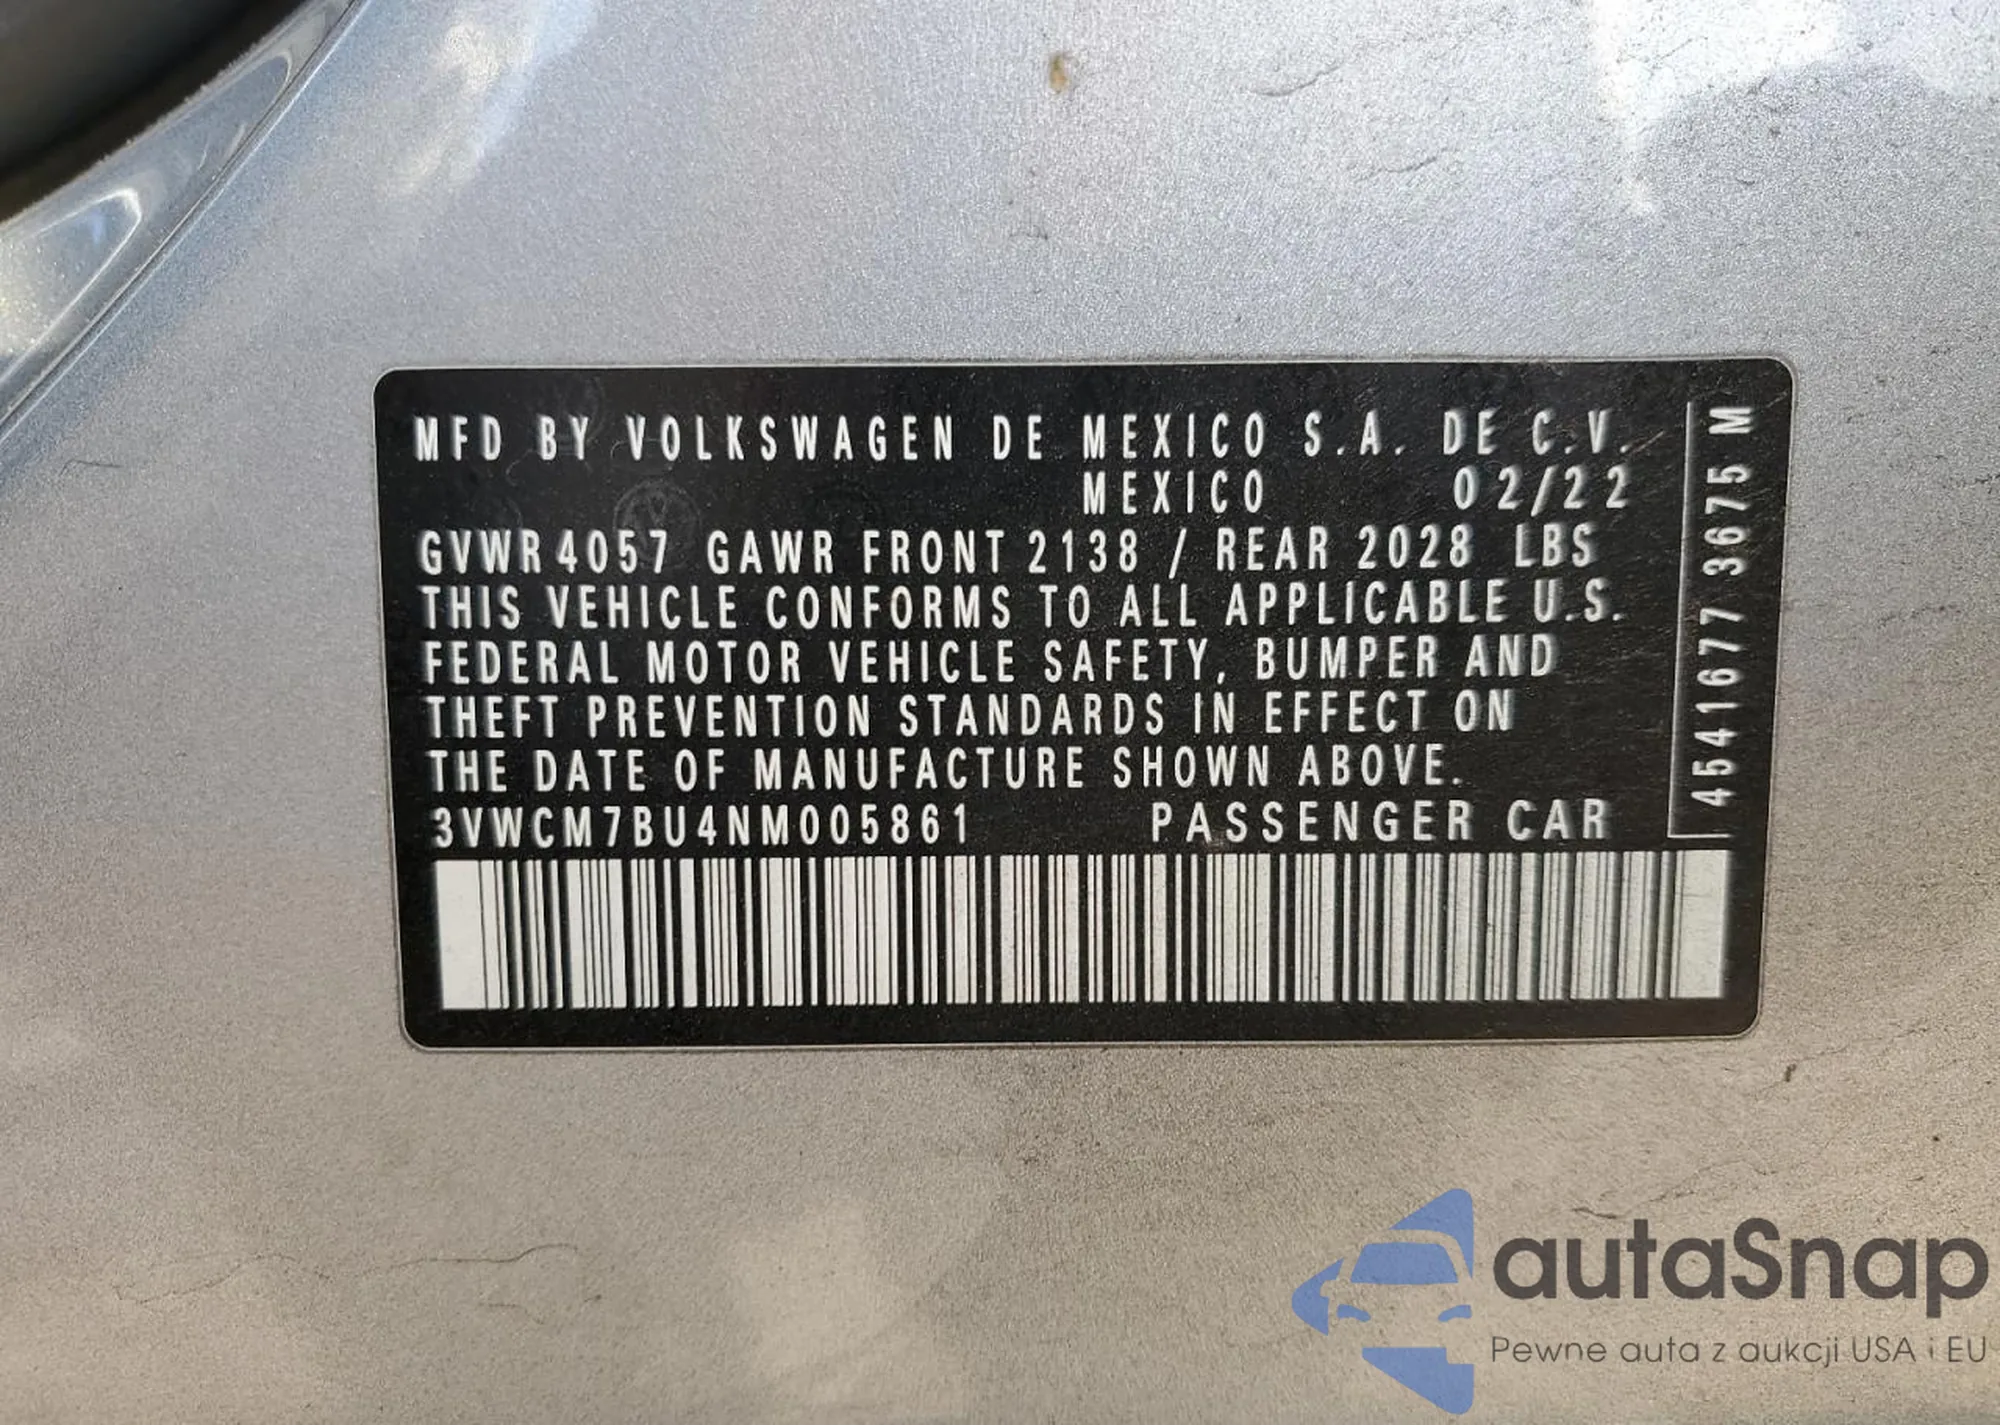 MFD BY VOLKSWAGEN DE MEXICO S.A. DE C.V.
MEXICO 02/22
GVWR 4057 GAWR FRONT 2138 / REAR 2028 LBS
THIS VEHICLE CONFORMS TO ALL APPLICABLE U.S.
FEDERAL MOTOR VEHICLE SAFETY, BUMPER AND
THEFT PREVENTION STANDARDS IN EFFECT ON
THE DATE OF MANUFACTURE SHOWN ABOVE.
3VWCM7BU4NM005861 PASSENGER CAR
4541677 3675 M
autaSnap
Pewne auta z aukcji USA i EU